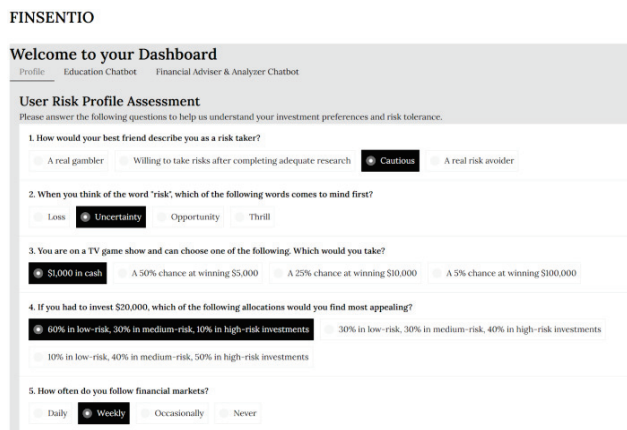 FINSENTIO
Welcome to your Dashboard
Profile Education Chatbot Financial Adviser & Analyzer Chatbot
User Risk Profile Assessment
Please answer the following questions to help us understand your investment preferences and risk tolerance.
1. How would your best friend describe you as a risk taker?
A real gambler Willing to take risks after completing adequate research Cautious A real risk avoider
2. When you think of the word "risk", which of the following words comes to mind first?
Loss Uncertainty Opportunity Thrill
3. You are on a TV game show and can choose one of the following. Which would you take?
$1,000 in cash A 50% chance at winning $5,000 A 25% chance at winning $10,000 A 5% chance at winning $100,000
4. If you had to invest $20,000, which of the following allocations would you find most appealing?
60% in low-risk, 30% in medium-risk, 10% in high-risk investments 30% in low-risk, 30% in medium-risk, 40% in high-risk investments
10% in low-risk, 40% in medium-risk, 50% in high-risk investments
5. How often do you follow financial markets?
Daily Weekly Occasionally Never